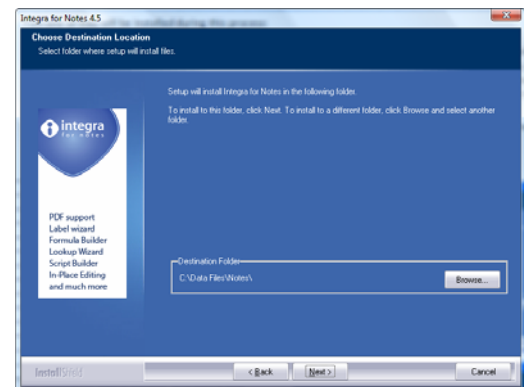 Integra for Notes 4.5
Choose Destination Location
Select folder where setup will install files.
Setup will install Integra for Notes in the following folder.
To install to this folder, click Next. To install to a different folder, click Browse and select another
folder.
integra
for notes
PDF support
Label wizard
Formula Builder
Lookup Wizard
Script Builder
In-Place Editing
and much more
Destination Folder
C:\Data Files\Notes\
Browse...
InstallShield
< Back
Next >
Cancel